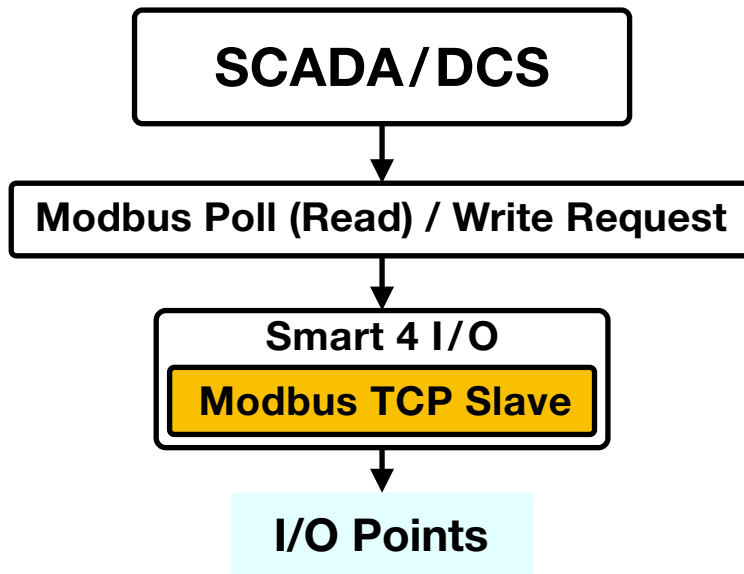 SCADA/DCS
Modbus Poll (Read) / Write Request
Smart 4 I/O
Modbus TCP Slave
I/O Points